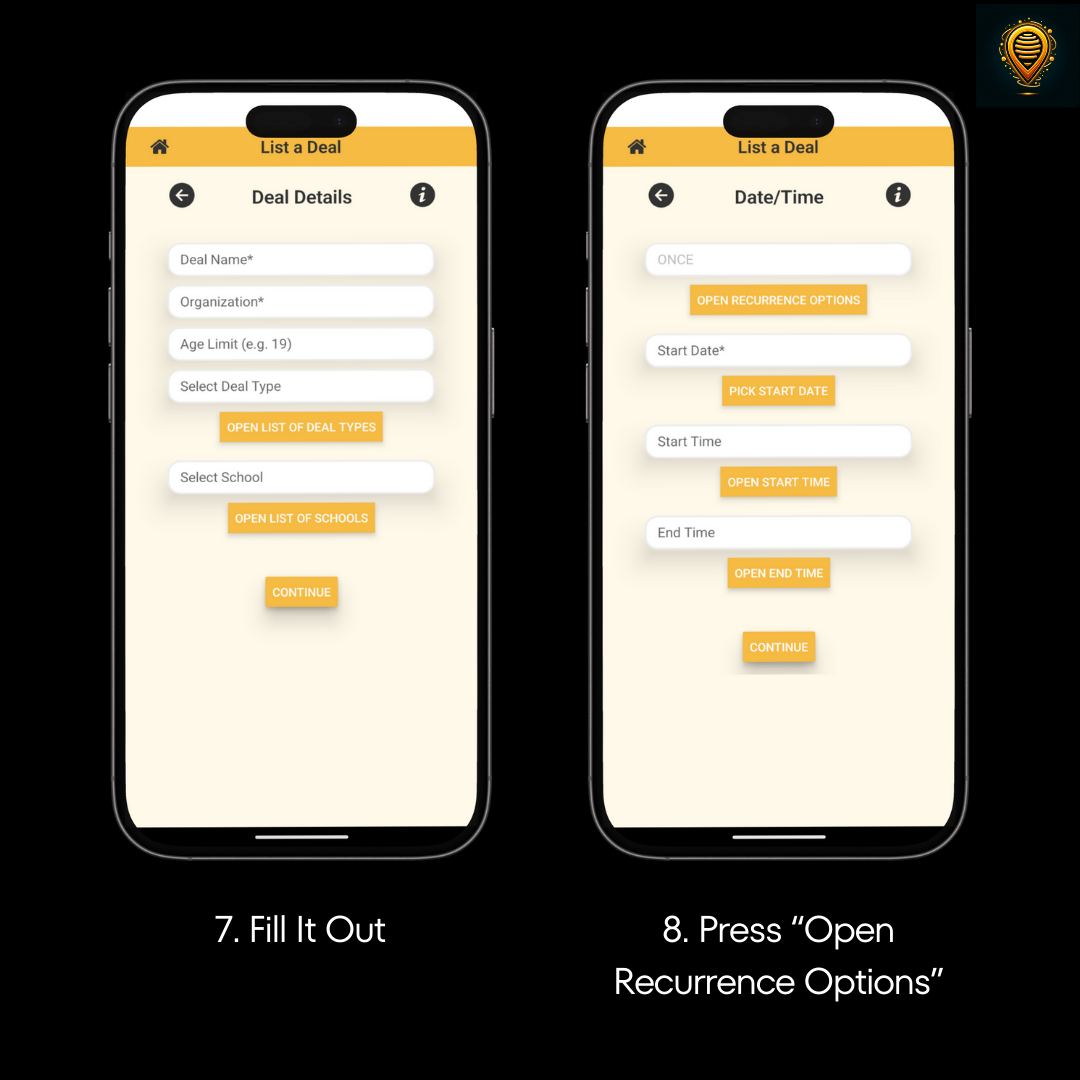 List a Deal
Deal Details
Deal Name*
Organization*
Age Limit (e.g. 19)
Select Deal Type
OPEN LIST OF DEAL TYPES
Select School
OPEN LIST OF SCHOOLS
CONTINUE
7. Fill It Out
List a Deal
Date/Time
ONCE
OPEN RECURRENCE OPTIONS
Start Date*
PICK START DATE
Start Time
OPEN START TIME
End Time
OPEN END TIME
CONTINUE
8. Press “Open
Recurrence Options”